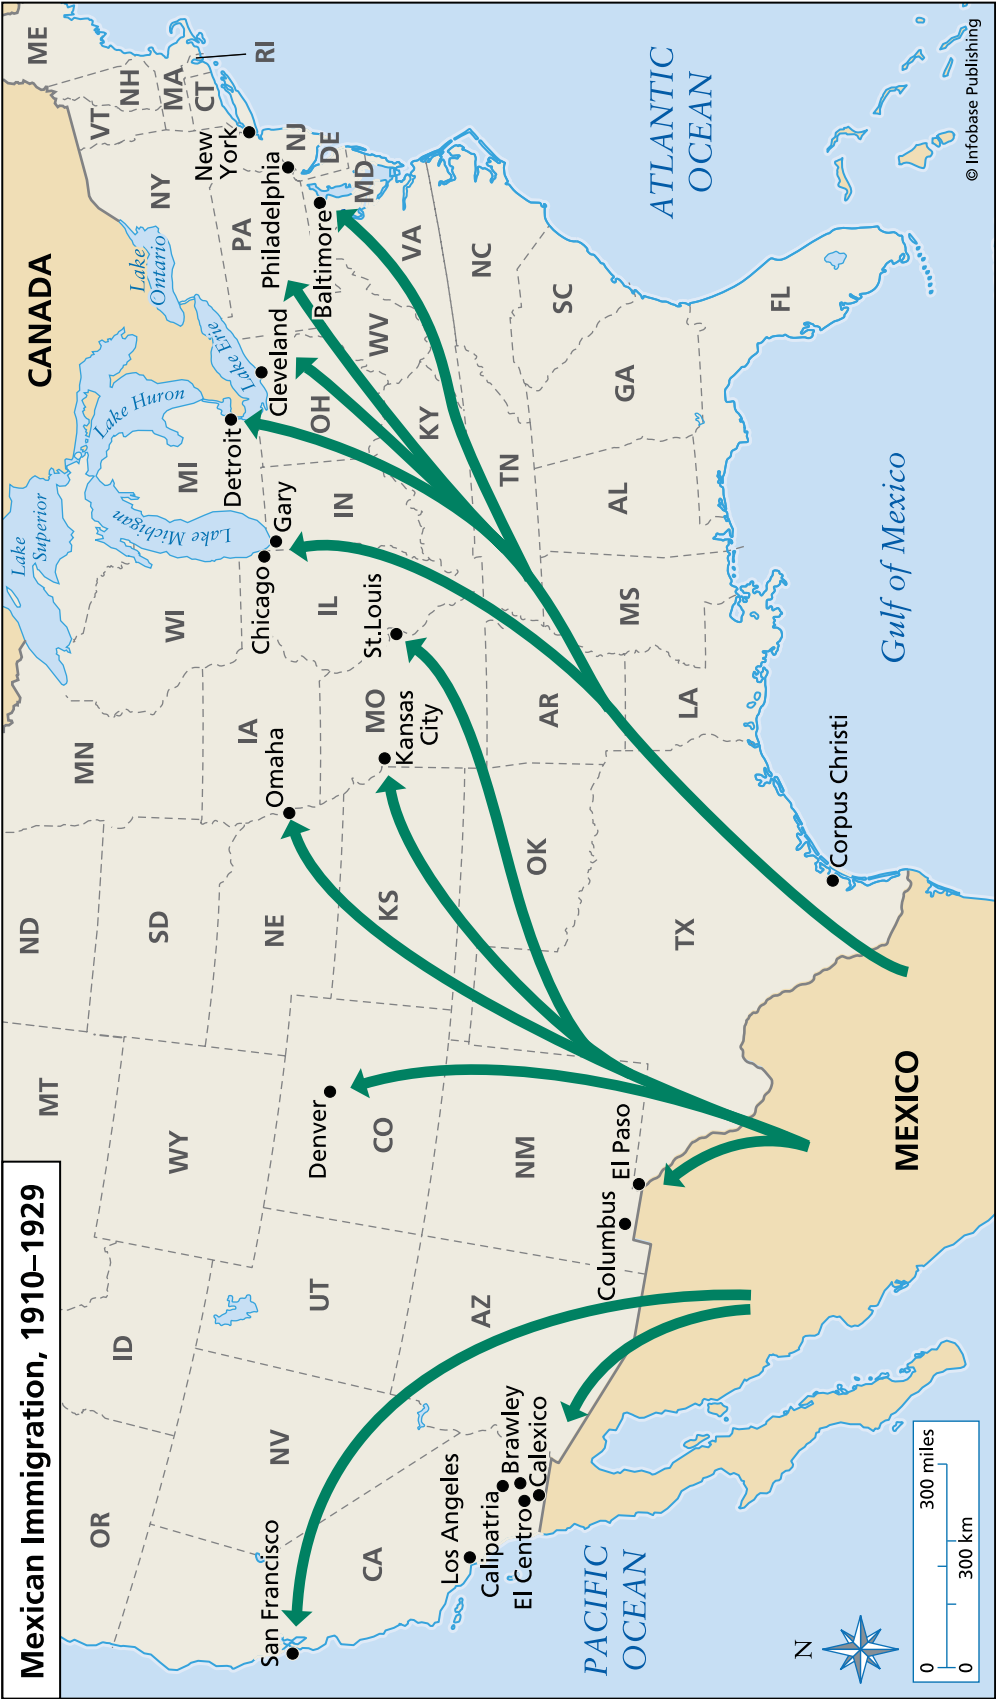 Mexican Immigration, 1910–1929
CANADA
MEXICO
ATLANTIC
OCEAN
PACIFIC
OCEAN
Gulf of Mexico
Lake
Superior
Lake Michigan
Lake Huron
Lake Erie
Lake
Ontario
OR
ID
MT
ND
MN
WI
MI
NY
VT
NH
ME
MA
CT
RI
NJ
DE
MD
PA
WY
SD
IA
NE
NV
UT
CO
KS
MO
IL
IN
OH
WV
VA
KY
CA
AZ
NM
OK
AR
TN
NC
SC
TX
LA
MS
AL
GA
FL
San Francisco
Los Angeles
Calipatria
Brawley
El Centro
Calexico
Columbus
El Paso
Denver
Omaha
Kansas
City
St.Louis
Chicago
Gary
Detroit
Cleveland
Philadelphia
Baltimore
New
York
Corpus Christi
N
0
300 miles
0
300 km
© Infobase Publishing